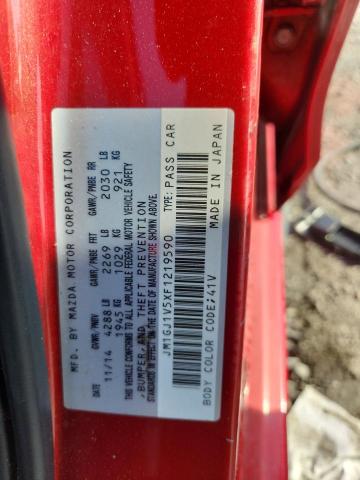 MFD. BY MAZDA MOTOR CORPORATION
DATE GVWR/PNBV GAWR/PNBE FRT GAWR/PNBE RR
11/14 4288 LB 2269 LB 2030 LB
1945 KG 1029 KG 921 KG
THIS VEHICLE CONFORMS TO ALL APPLICABLE FEDERAL MOTOR VEHICLE SAFETY
, BUMPER, AND THEFT PREVENTION
STANDARDS IN EFFECT ON THE DATE OF MANUFACTURE SHOWN ABOVE.
JM1GJ1V5XF1219590 TYPE: PASS CAR
BODY COLOR CODE:41V MADE IN JAPAN